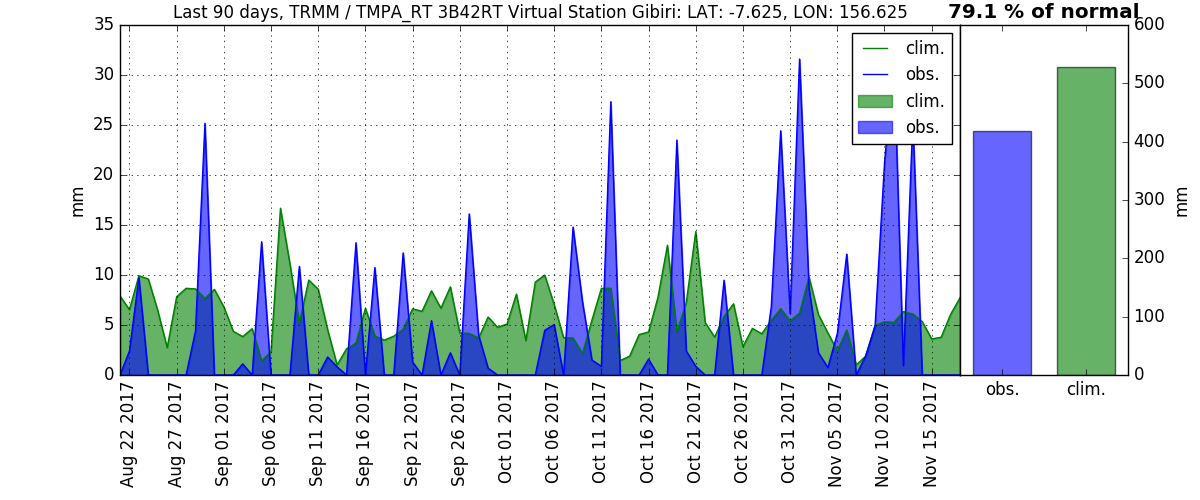 Last 90 days, TRMM / TMPA_RT 3B42RT Virtual Station Gibiri: LAT: -7.625, LON: 156.625
79.1 % of normal
35
30
25
20
15
10
5
0
mm
clim.
obs.
clim.
obs.
600
500
400
300
200
100
0
mm
Aug 22 2017
Aug 27 2017
Sep 01 2017
Sep 06 2017
Sep 11 2017
Sep 16 2017
Sep 21 2017
Sep 26 2017
Oct 01 2017
Oct 06 2017
Oct 11 2017
Oct 16 2017
Oct 21 2017
Oct 26 2017
Oct 31 2017
Nov 05 2017
Nov 10 2017
Nov 15 2017
obs.
clim.